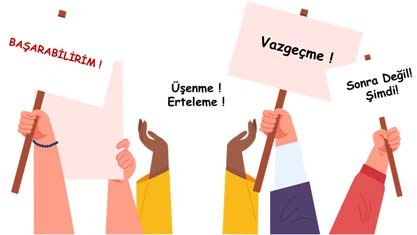 BAŞARABİLİRİM !
Üşenme !
Erteleme !
Vazgeçme !
Sonra Değil!
Şimdi!